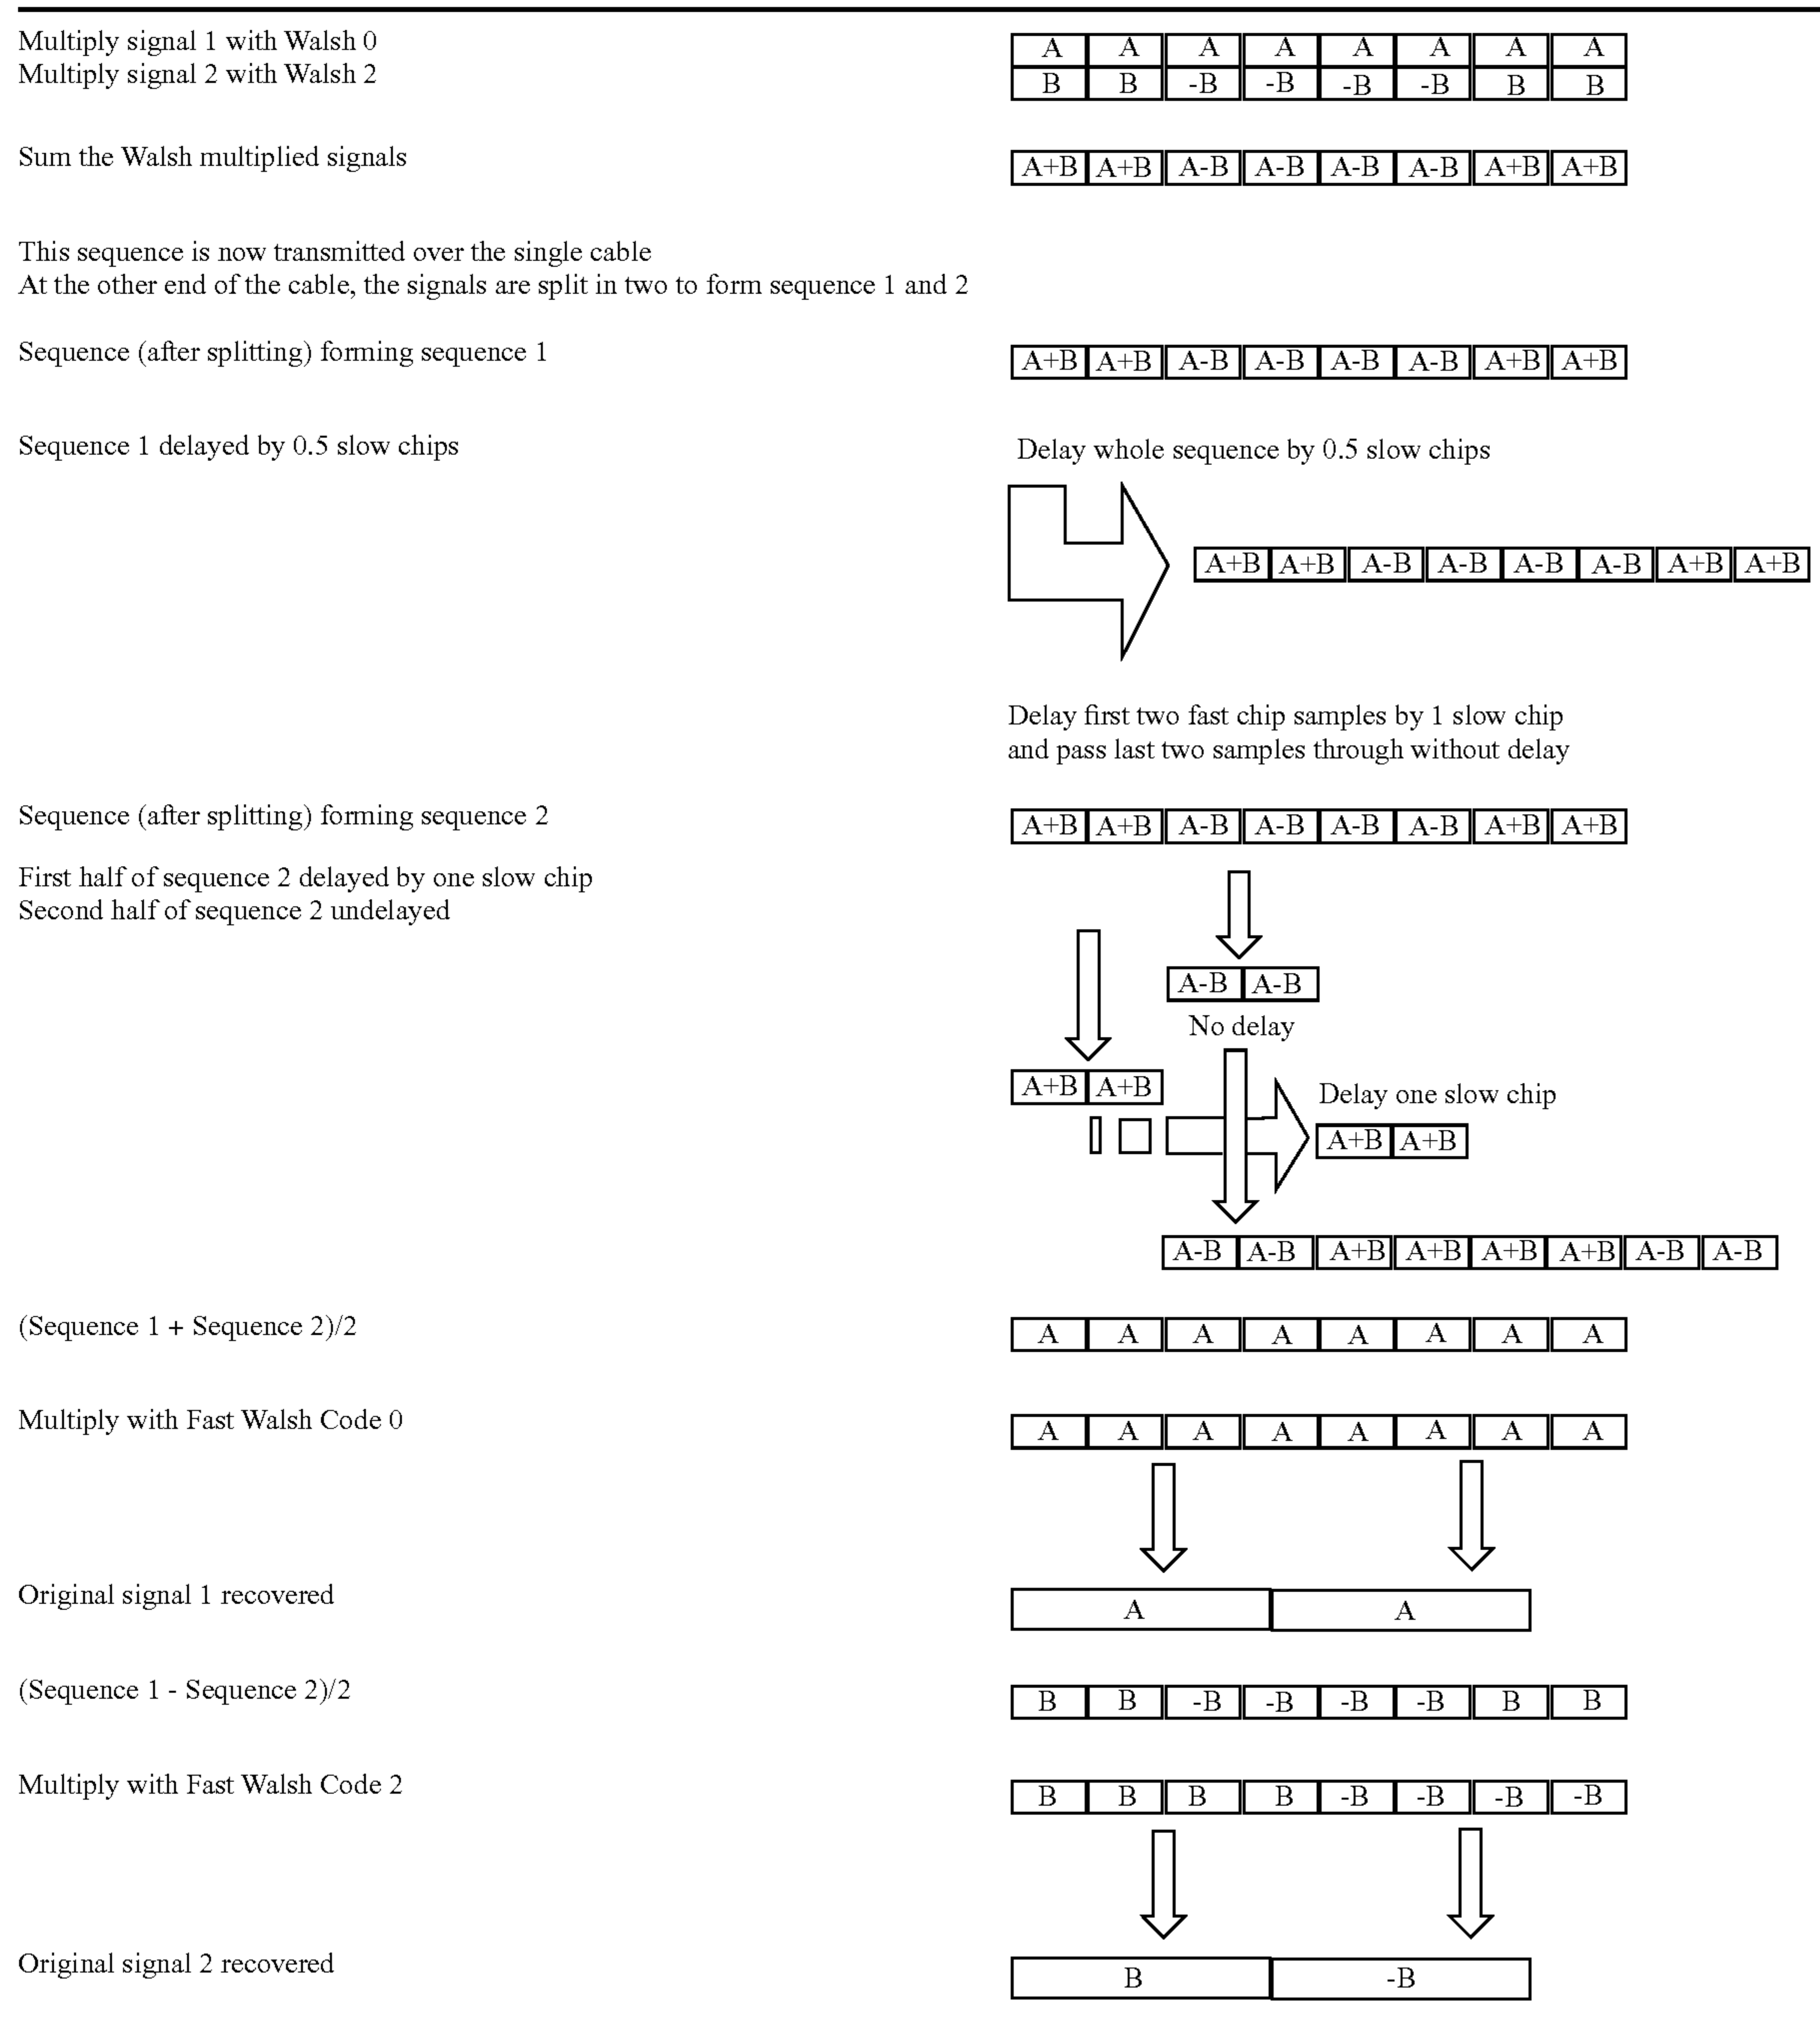 Multiply signal 1 with Walsh 0
A A A A A A A A
Multiply signal 2 with Walsh 2
B B -B -B -B -B B B
Sum the Walsh multiplied signals
A+B A+B A-B A-B A-B A-B A+B A+B
This sequence is now transmitted over the single cable
At the other end of the cable, the signals are split in two to form sequence 1 and 2
Sequence (after splitting) forming sequence 1
A+B A+B A-B A-B A-B A-B A+B A+B
Sequence 1 delayed by 0.5 slow chips
Delay whole sequence by 0.5 slow chips
A+B A+B A-B A-B A-B A-B A+B A+B
Delay first two fast chip samples by 1 slow chip
and pass last two samples through without delay
Sequence (after splitting) forming sequence 2
A+B A+B A-B A-B A-B A-B A+B A+B
First half of sequence 2 delayed by one slow chip
Second half of sequence 2 undelayed
A-B A-B
No delay
A+B A+B
Delay one slow chip
A+B A+B
A-B A-B A+B A+B A+B A+B A-B A-B
(Sequence 1 + Sequence 2)/2
A A A A A A A A
Multiply with Fast Walsh Code 0
A A A A A A A A
Original signal 1 recovered
A A
(Sequence 1 - Sequence 2)/2
B B -B -B -B -B B B
Multiply with Fast Walsh Code 2
B B B B -B -B -B -B
Original signal 2 recovered
B -B